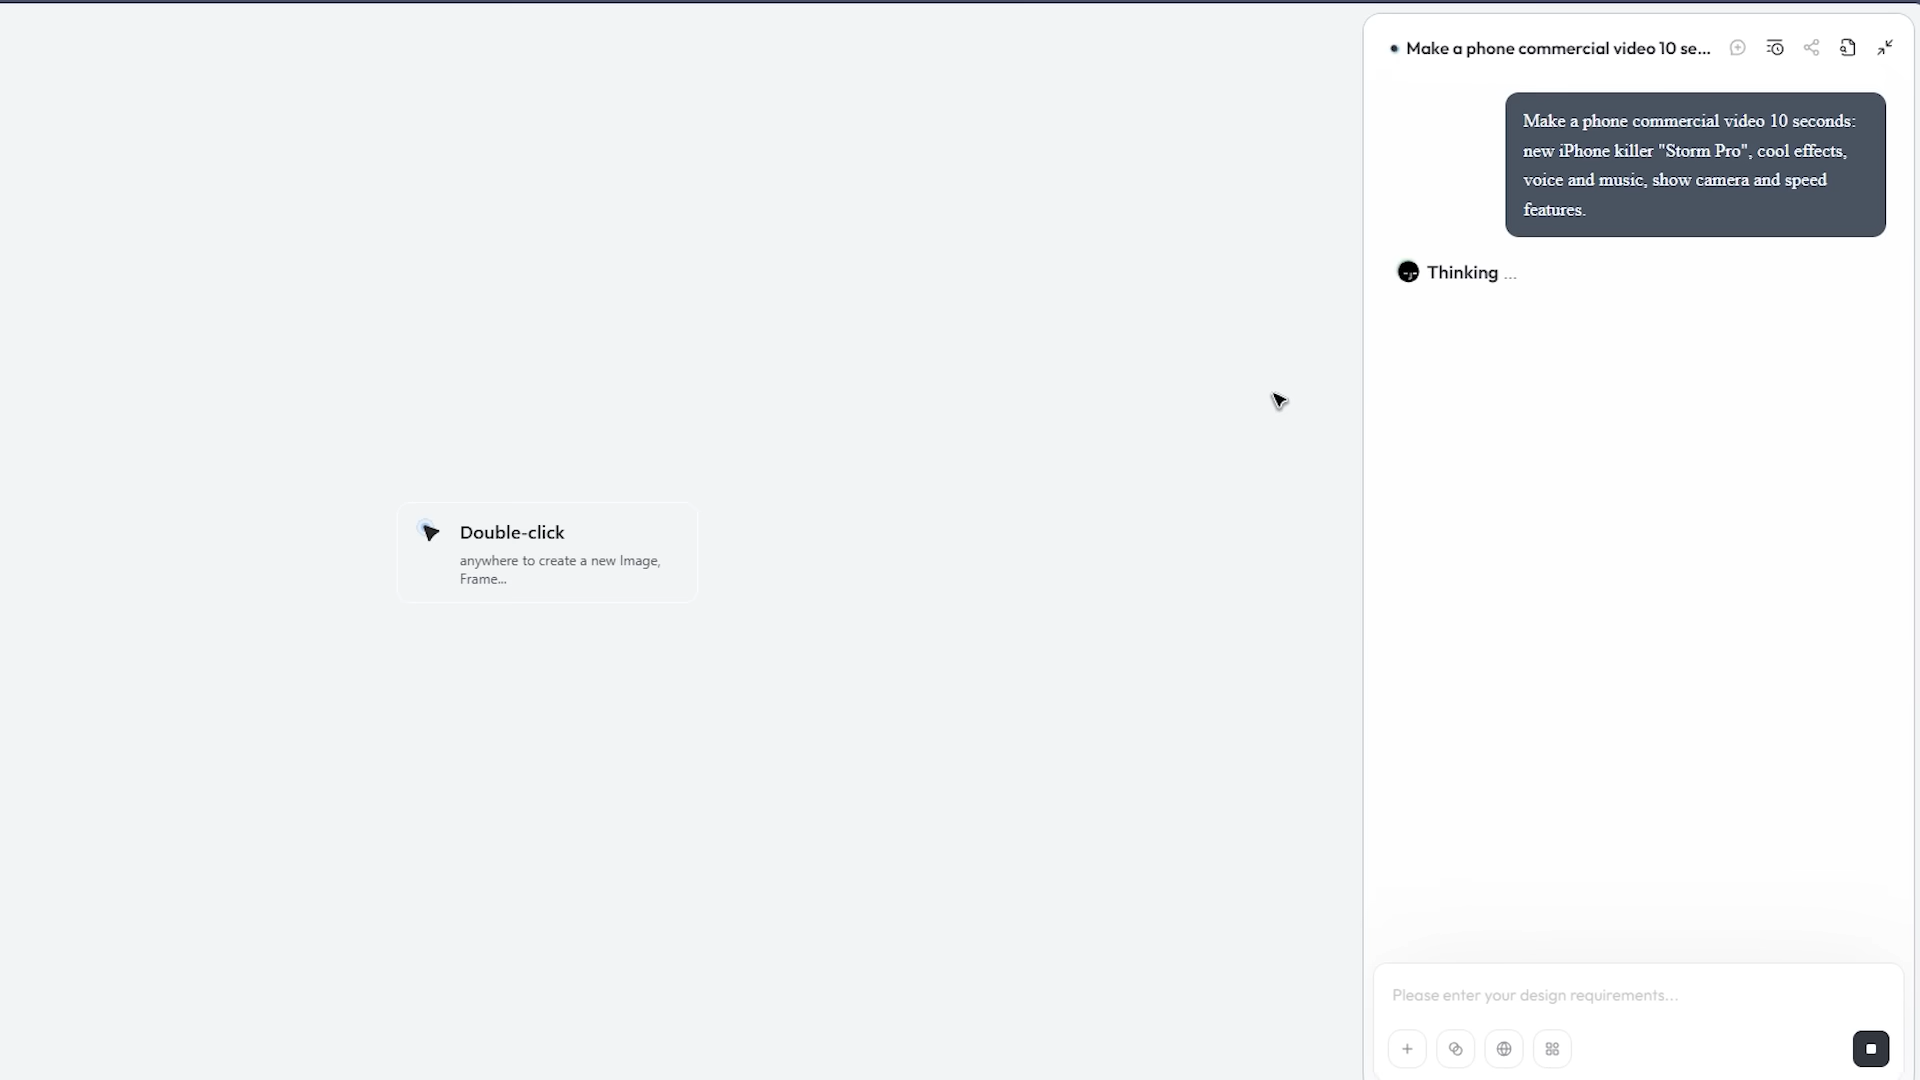 Make a phone commercial video 10 se...
Make a phone commercial video 10 seconds:
new iPhone killer "Storm Pro", cool effects,
voice and music, show camera and speed
features.
Thinking ...
Double-click
anywhere to create a new Image,
Frame...
Please enter your design requirements...